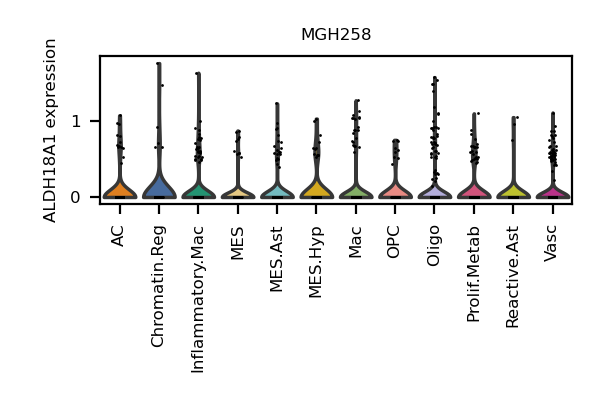 MGH258
ALDH18A1 expression
1
0
AC
Chromatin.Reg
Inflammatory.Mac
MES
MES.Ast
MES.Hyp
Mac
OPC
Oligo
Prolif.Metab
Reactive.Ast
Vasc